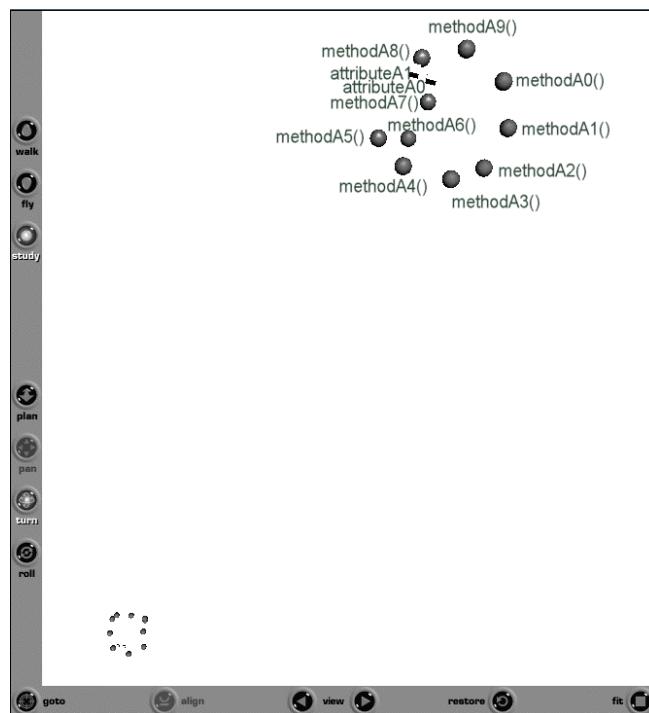 methodA9()
methodA8()
attributeA1
methodA0()
attributeA0
methodA7()
methodA6()
methodA1()
methodA5()
methodA2()
methodA4()
methodA3()
walk
fly
study
plan
pan
turn
roll
goto
align
view
restore
fit